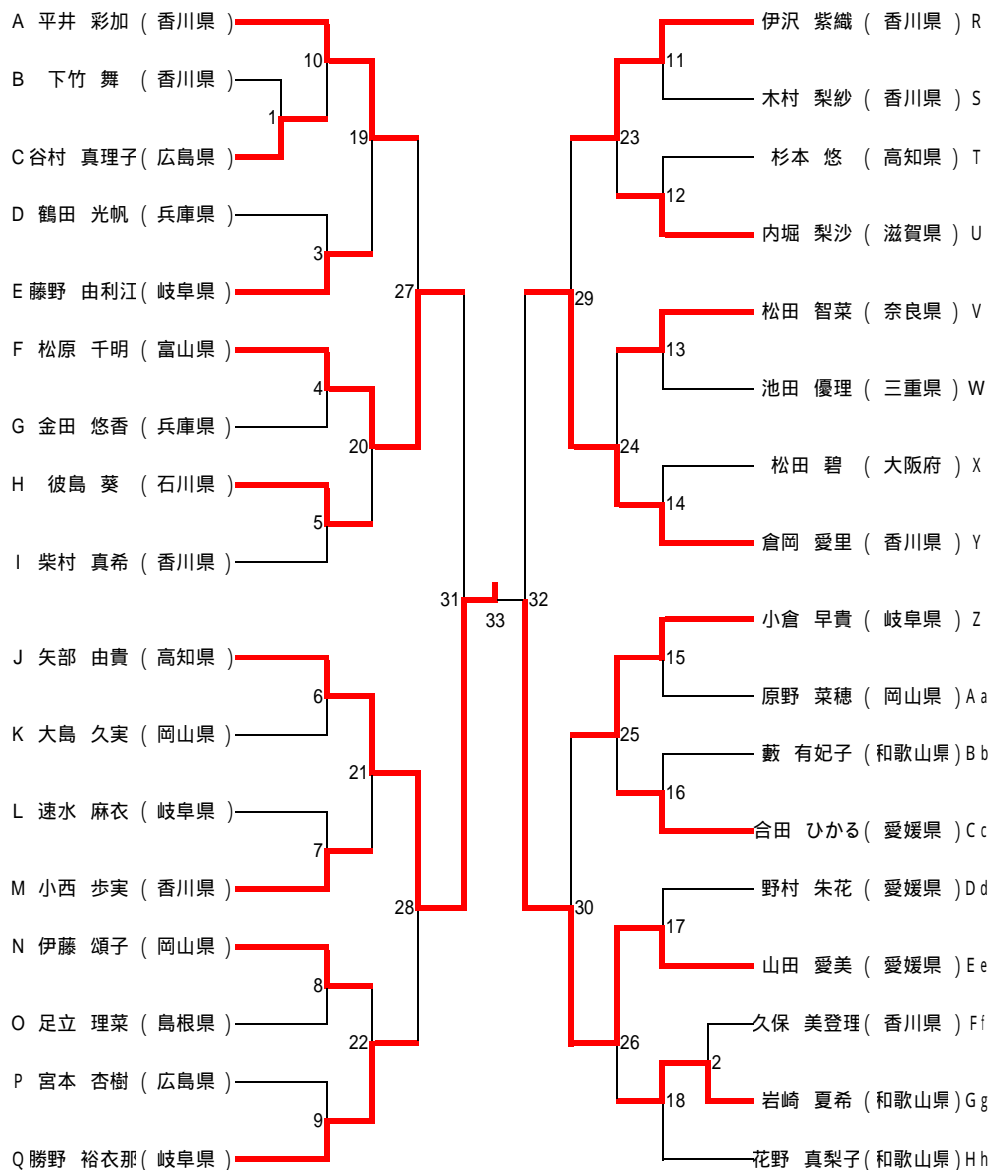 A 平井 彩加 ( 香川県 )
10
B 下竹 舞 ( 香川県 )
1
19
C 谷村 真理子( 広島県 )
D 鶴田 光帆 ( 兵庫県 )
3
E 藤野 由利江( 岐阜県 )
27
F 松原 千明 ( 富山県 )
4
G 金田 悠香 ( 兵庫県 )
20
H 彼島 葵 ( 石川県 )
5
I 柴村 真希 ( 香川県 )
31
J 矢部 由貴 ( 高知県 )
6
K 大島 久実 ( 岡山県 )
21
L 速水 麻衣 ( 岐阜県 )
7
M 小西 歩実 ( 香川県 )
28
N 伊藤 頌子 ( 岡山県 )
8
O 足立 理菜 ( 島根県 )
22
P 宮本 杏樹 ( 広島県 )
9
Q 勝野 裕衣那( 岐阜県 )
33
伊沢 紫織 ( 香川県 ) R
11
木村 梨紗 ( 香川県 ) S
23
杉本 悠 ( 高知県 ) T
12
内堀 梨沙 ( 滋賀県 ) U
29
松田 智菜 ( 奈良県 ) V
13
池田 優理 ( 三重県 ) W
24
松田 碧 ( 大阪府 ) X
14
倉岡 愛里 ( 香川県 ) Y
32
小倉 早貴 ( 岐阜県 ) Z
15
原野 菜穂 ( 岡山県 ) Aa
25
藪 有妃子 (和歌山県 ) Bb
16
合田 ひかる( 愛媛県 ) Cc
野村 朱花 ( 愛媛県 ) Dd
30
17
山田 愛美 ( 愛媛県 ) Ee
久保 美登理( 香川県 ) Ff
26
2
18
岩崎 夏希 (和歌山県 ) Gg
花野 真梨子(和歌山県 ) Hh